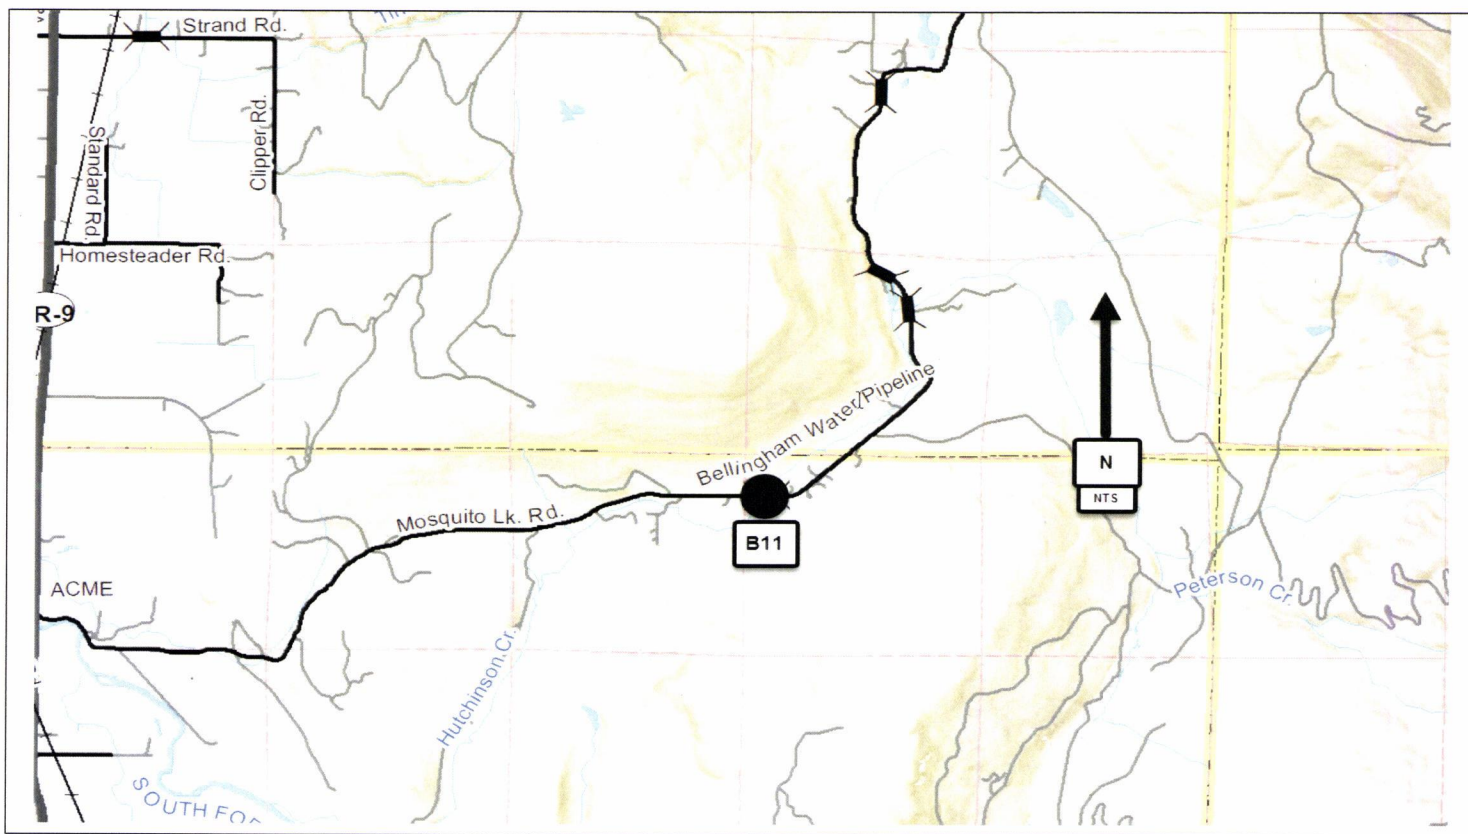 Strand Rd.
Clipper Rd.
Standard Rd.
Homesteader Rd.
R-9
Bellingham Water/Pipeline
N
NTS
Mosquito Lk. Rd.
B11
ACME
Peterson Cr.
Hutchinson Cr.
SOUTH FOR